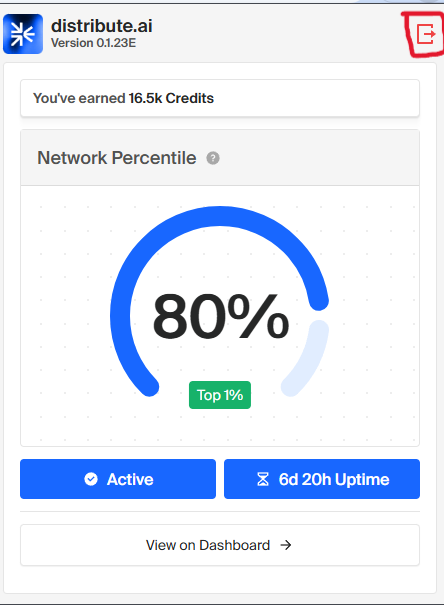 distribute.ai
Version 0.1.23E
You've earned 16.5k Credits
Network Percentile ?
80%
Top 1%
Active
6d 20h Uptime
View on Dashboard →